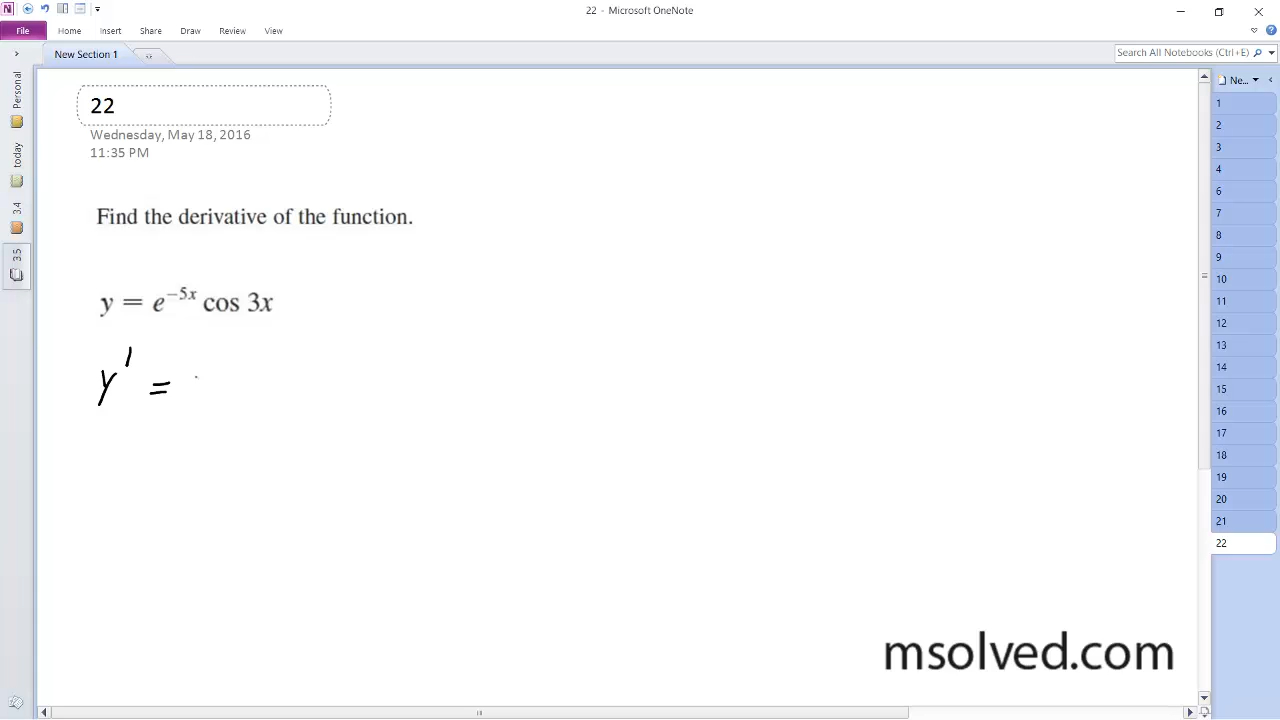 22 - Microsoft OneNote
File Home Insert Share Draw Review View
New Section 1
Search All Notebooks (Ctrl+E)
Ne...
Personal
today
3.4
35
22
Wednesday, May 18, 2016
11:35 PM
Find the derivative of the function.
y = e^{-5x} cos 3x
y' =
msolved.com
1
2
3
4
6
7
8
9
10
11
12
13
14
15
16
17
18
19
20
21
22